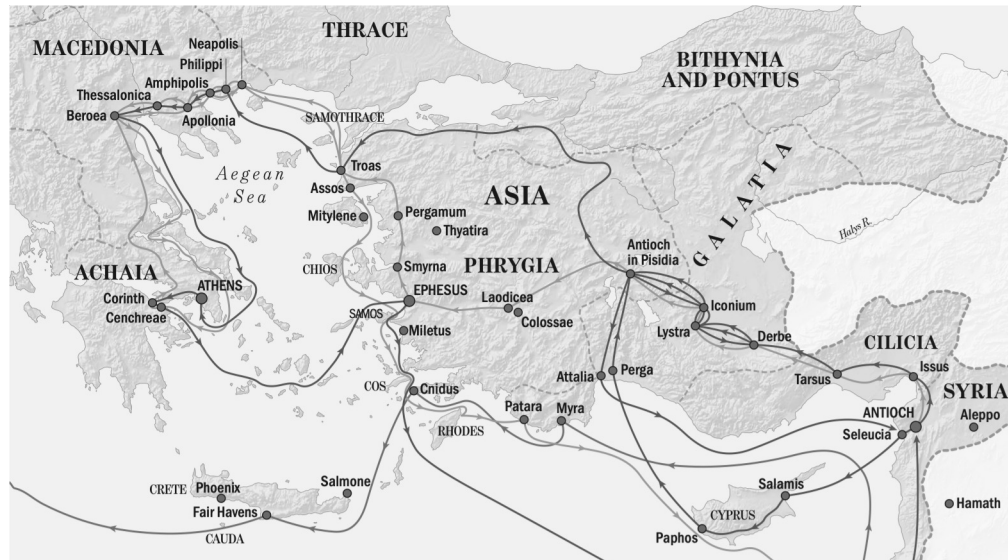 MACEDONIA
Neapolis
Philippi
Amphipolis
Thessalonica
Beroea
Apollonia
THRACE
SAMOTHRACE
BITHYNIA
AND PONTUS
Troas
Assos
Aegean
Sea
Mitylene
ASIA
Pergamum
Thyatira
GALATIA
Halys R.
CHIOS
Smyrna
PHRYGIA
Antioch
in Pisidia
ACHAIA
ATHENS
Corinth
Cenchreae
EPHESUS
SAMOS
Laodicea
Colossae
Iconium
Lystra
Derbe
Miletus
CILICIA
Tarsus
Issus
Attalia
Perga
SYRIA
COS
Cnidus
Patara
Myra
RHODES
ANTIOCH
Seleucia
Aleppo
CRETE
Phoenix
Salmone
Fair Havens
CAUDA
Salamis
CYPRUS
Paphos
Hamath